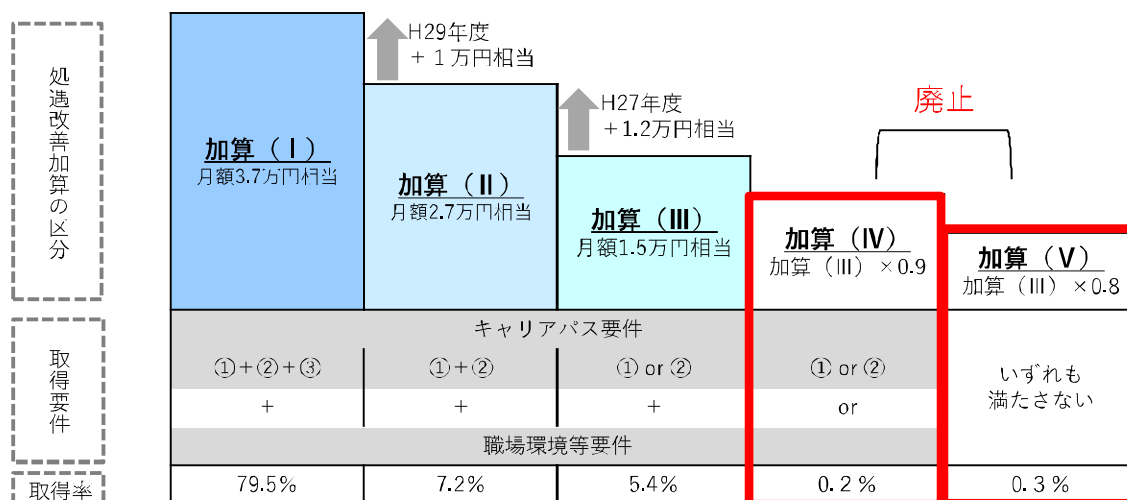 処遇改善加算の区分
H29年度
+ 1 万円相当
H27年度
+1.2万円相当
廃止
加算（Ⅰ）
月額3.7万円相当
加算（Ⅱ）
月額2.7万円相当
加算（Ⅲ）
月額1.5万円相当
加算（Ⅳ）
加算（Ⅲ）×0.9
加算（Ⅴ）
加算（Ⅲ）×0.8
取得要件
キャリアパス要件
①+②+③
①+②
① or ②
① or ②
いずれも
満たさない
+
+
+
or
職場環境等要件
取得率
79.5%
7.2%
5.4%
0.2%
0.3%